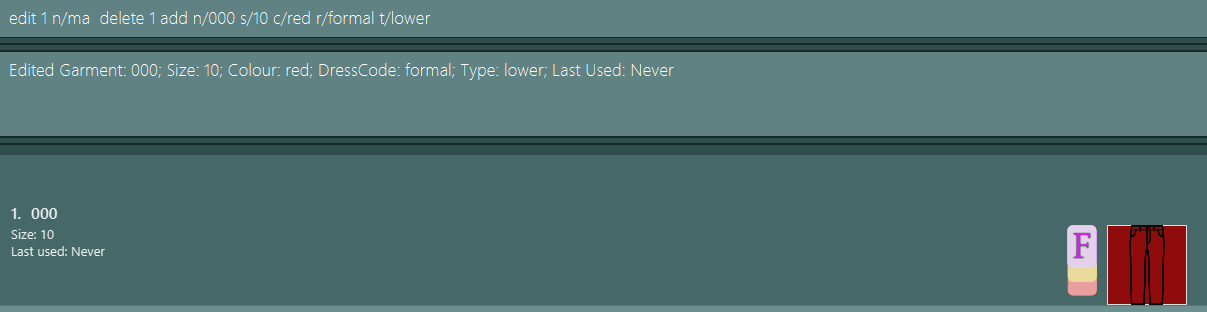 edit 1 n/ma  delete 1 add n/000 s/10 c/red r/formal t/lower
Edited Garment: 000; Size: 10; Colour: red; DressCode: formal; Type: lower; Last Used: Never
1.  000
Size: 10
Last used: Never
F